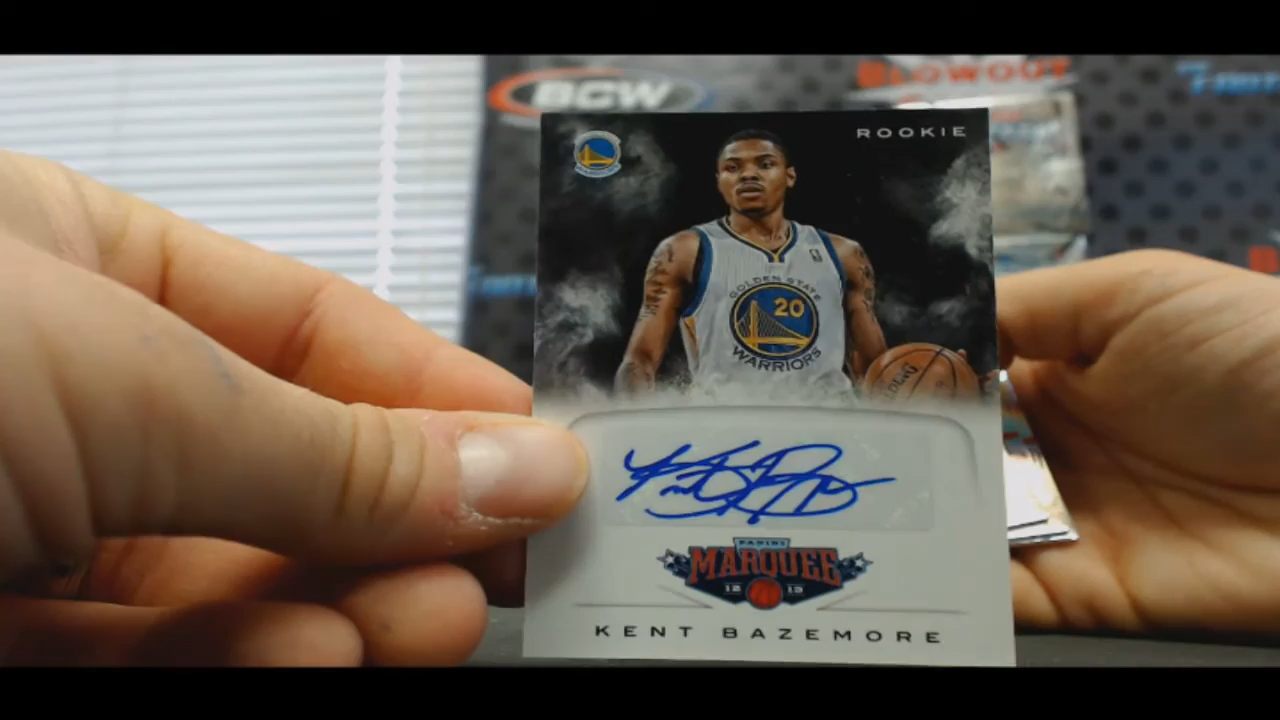 BCW
BLOWOUT
ROOKIE
GOLDEN STATE
20
WARRIORS
PANINI
MARQUEE
12 13
KENT BAZEMORE